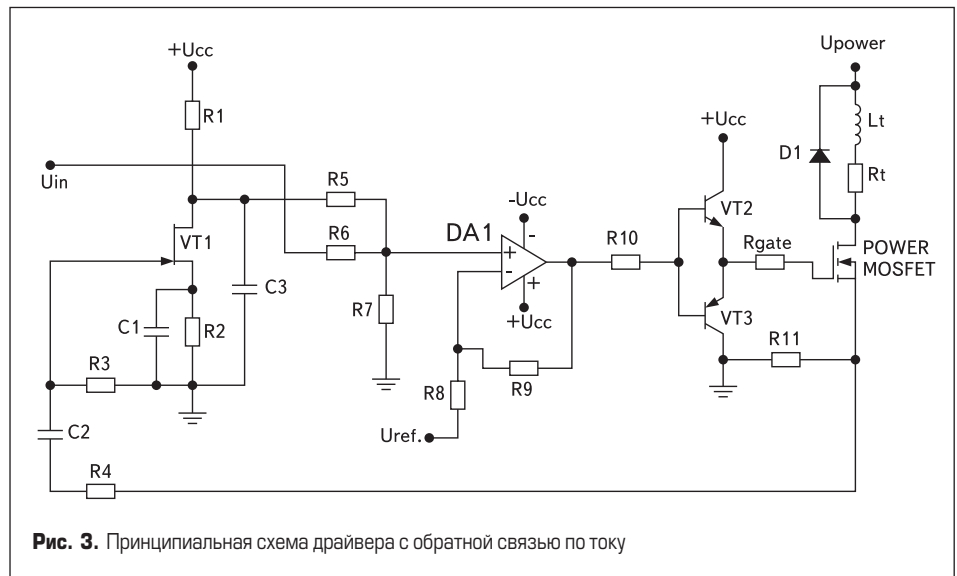 Upower
+Ucc
R1
Lt
+Ucc
D1
Rt
Uin
R5
-Ucc
VT2
VT1
R6
DA1
-
R10
Rgate
POWER
MOSFET
+
-
C3
+
C1
R2
R7
+Ucc
VT3
R11
R3
R9
R8
C2
Uref.
R4
Рис. 3. Принципиальная схема драйвера с обратной связью по току